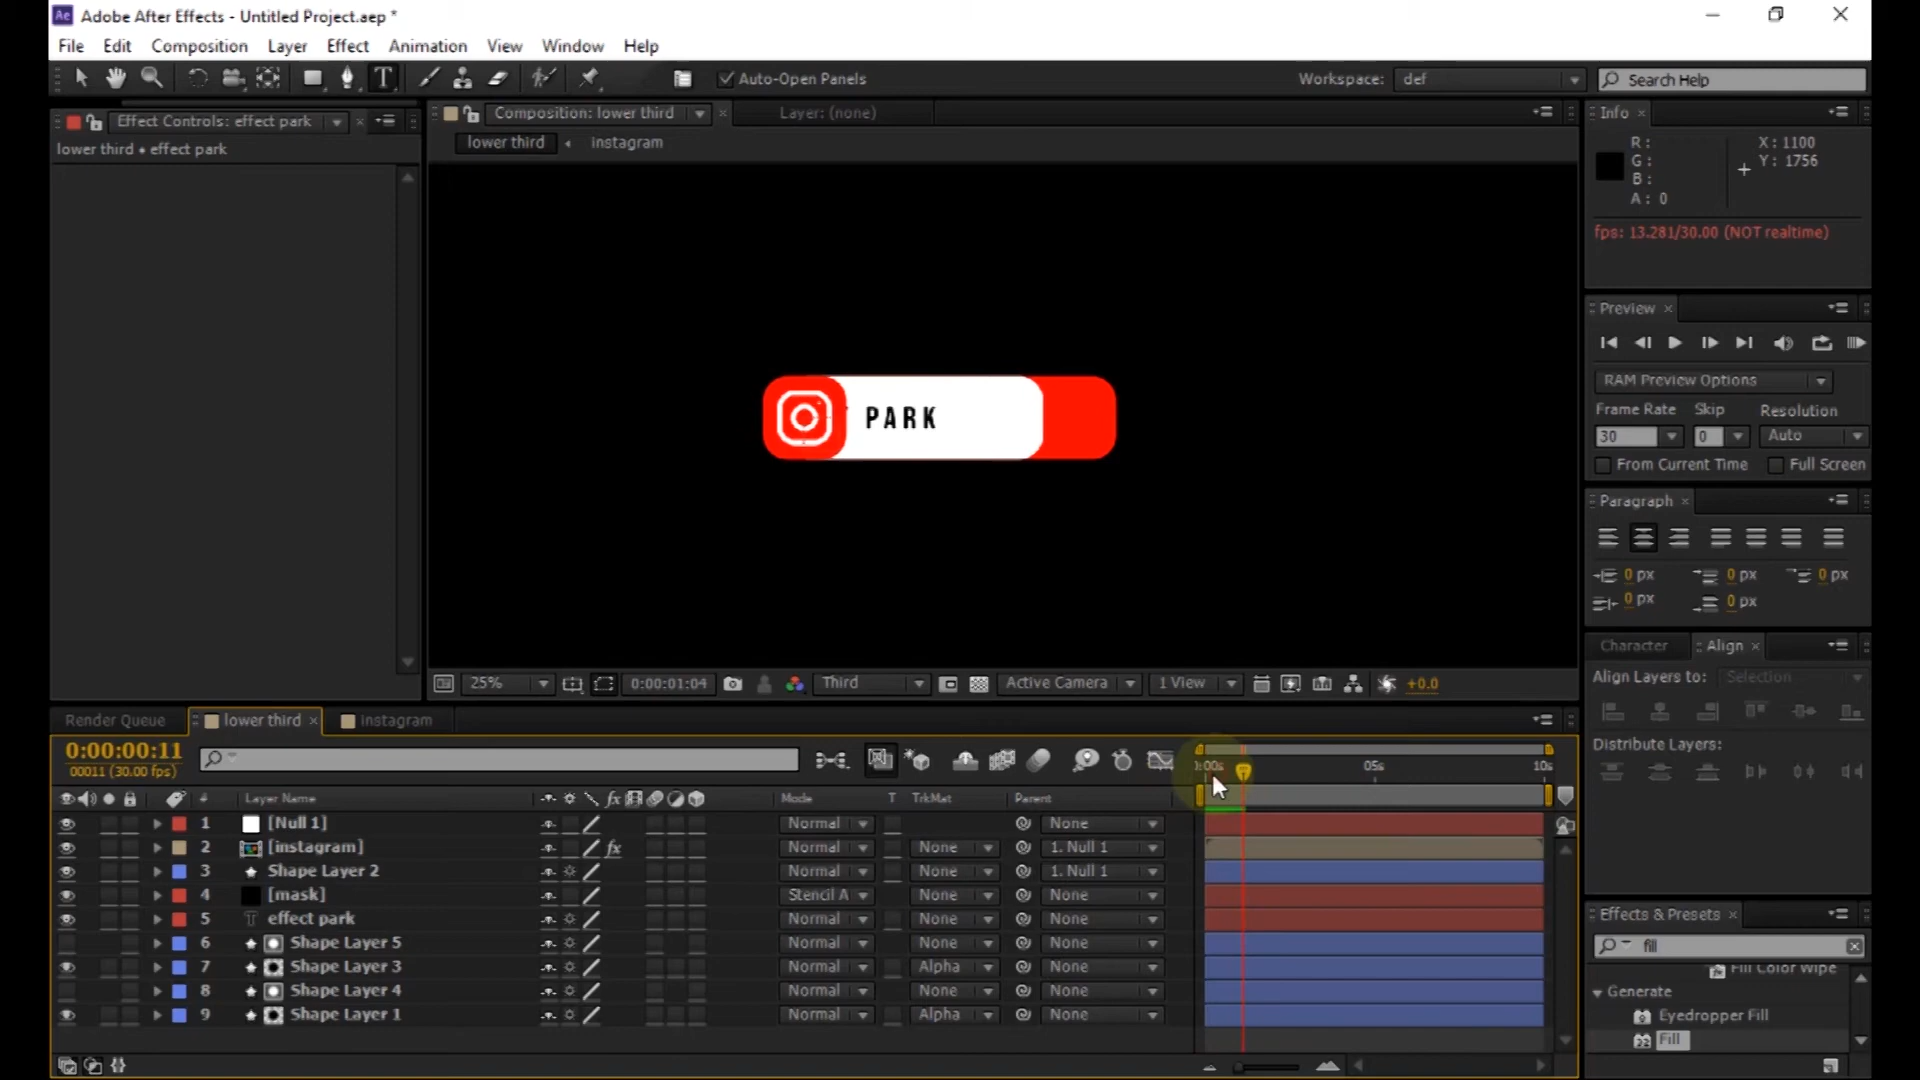 Adobe After Effects - Untitled Project.aep *
File Edit Composition Layer Effect Animation View Window Help
Auto-Open Panels
Workspace: def
Search Help
Effect Controls: effect park
lower third • effect park
Composition: lower third
Layer: (none)
lower third
instagram
PARK
Info
R:
G:
B:
A: 0
X: 1100
Y: 1756
fps: 13.281/30.00 (NOT realtime)
Preview
RAM Preview Options
Frame Rate Skip Resolution
30 0 Auto
From Current Time Full Screen
Paragraph
0 px 0 px 0 px
0 px 0 px
Character Align
Align Layers to: Selection
Distribute Layers:
25% 0:00:01:04 Third Active Camera 1 View +0.0
Render Queue lower third instagram
0:00:00:11
00011 (30.00 fps)
:00s 05s 10s
# Layer Name fx Mode T TrkMat Parent
1 [Null 1] Normal None
2 [instagram] fx Normal None 1. Null 1
3 Shape Layer 2 Normal None 1. Null 1
4 [mask] Stencil A None None
5 T effect park Normal None None
6 Shape Layer 5 Normal None None
7 Shape Layer 3 Normal Alpha None
8 Shape Layer 4 Normal None None
9 Shape Layer 1 Normal Alpha None
Effects & Presets
fill
Fill Color Wipe
Generate
Eyedropper Fill
Fill